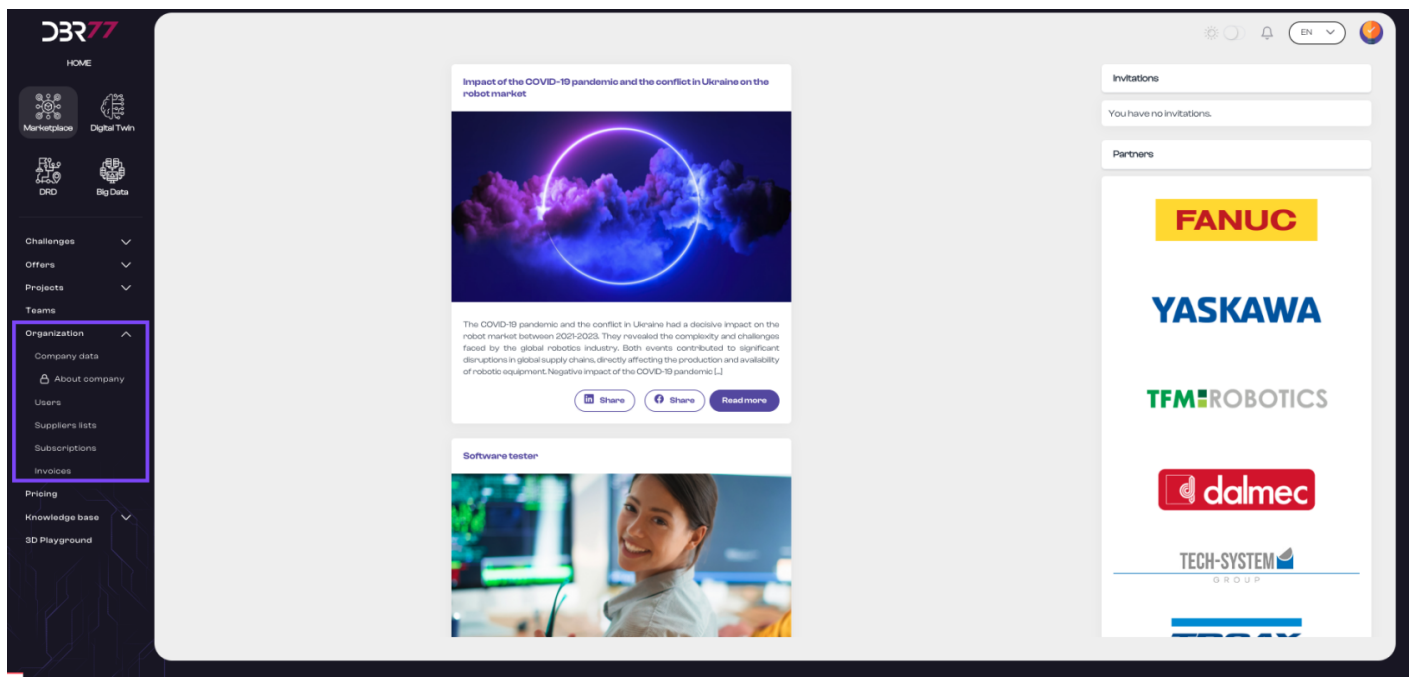 DBR77
HOME
Marketplace
Digital Twin
DRD
Big Data
Challenges
Offers
Projects
Teams
Organization
Company data
About company
Users
Suppliers lists
Subscriptions
Invoices
Pricing
Knowledge base
3D Playground
EN
Impact of the COVID-19 pandemic and the conflict in Ukraine on the
robot market
The COVID-19 pandemic and the conflict in Ukraine had a decisive impact on the
robot market between 2021-2023. They revealed the complexity and challenges
faced by the global robotics industry. Both events contributed to significant
disruptions in global supply chains, directly affecting the production and availability
of robotic equipment. Negative impact of the COVID-19 pandemic [...]
Share
Share
Read more
Software tester
Invitations
You have no invitations.
Partners
FANUC
YASKAWA
TFM ROBOTICS
dalmec
TECH-SYSTEM
GROUP